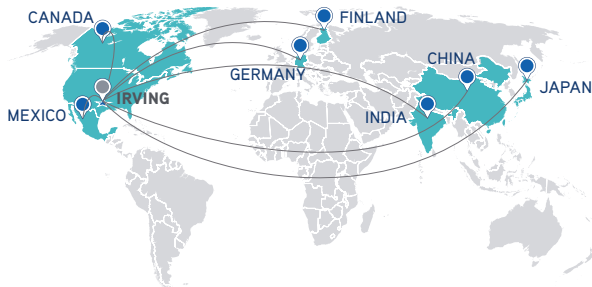 CANADA
FINLAND
GERMANY
CHINA
JAPAN
IRVING
MEXICO
INDIA